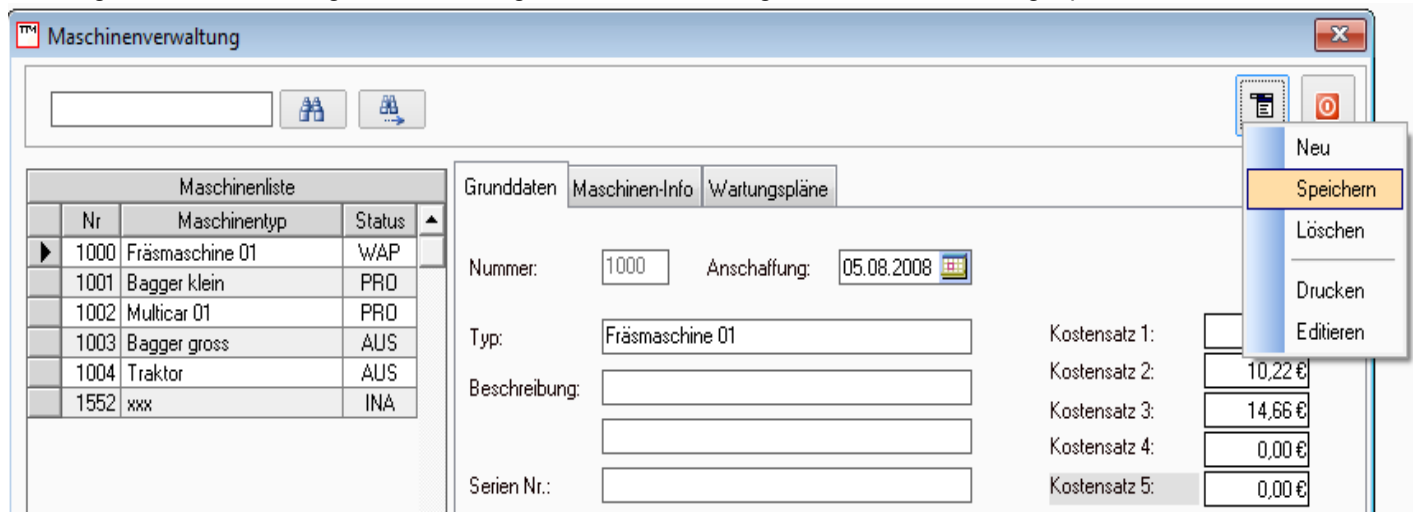 TTM Maschinenverwaltung
Neu
Speichern
Löschen
Drucken
Editieren
Maschinenliste
Nr Maschinentyp Status
1000 Fräsmaschine 01 WAP
1001 Bagger klein PRO
1002 Multicar 01 PRO
1003 Bagger gross AUS
1004 Traktor AUS
1552 xxx INA
Grunddaten Maschinen-Info Wartungspläne
Nummer: 1000 Anschaffung: 05.08.2008
Typ: Fräsmaschine 01
Beschreibung:
Serien Nr.:
Kostensatz 1:
Kostensatz 2: 10,22 €
Kostensatz 3: 14,66 €
Kostensatz 4: 0,00 €
Kostensatz 5: 0,00 €